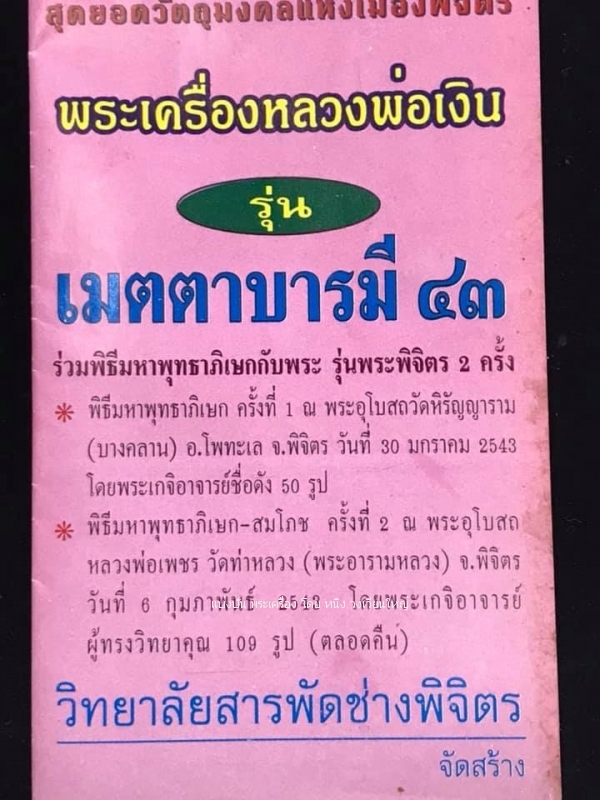 สุดยอดวัตถุมงคลแห่งเมืองพิจิตร
พระเครื่องหลวงพ่อเงิน
รุ่น
เมตตาบารมี ๔๓
ร่วมพิธีมหาพุทธาภิเษกกับพระ รุ่นพระพิจิตร 2 ครั้ง
* พิธีมหาพุทธาภิเษก ครั้งที่ 1 ณ พระอุโบสถวัดหิรัญญาราม
(บางคลาน) อ.โพทะเล จ.พิจิตร วันที่ 30 มกราคม 2543
โดยพระเกจิอาจารย์ชื่อดัง 50 รูป
* พิธีมหาพุทธาภิเษก-สมโภช ครั้งที่ 2 ณ พระอุโบสถ
หลวงพ่อเพชร วัดท่าหลวง (พระอารามหลวง) จ.พิจิตร
วันที่ 6 กุมภาพันธ์ 2543 โดยพระเกจิอาจารย์
ผู้ทรงวิทยาคุณ 109 รูป (ตลอดคืน)
วิทยาลัยสารพัดช่างพิจิตร
จัดสร้าง